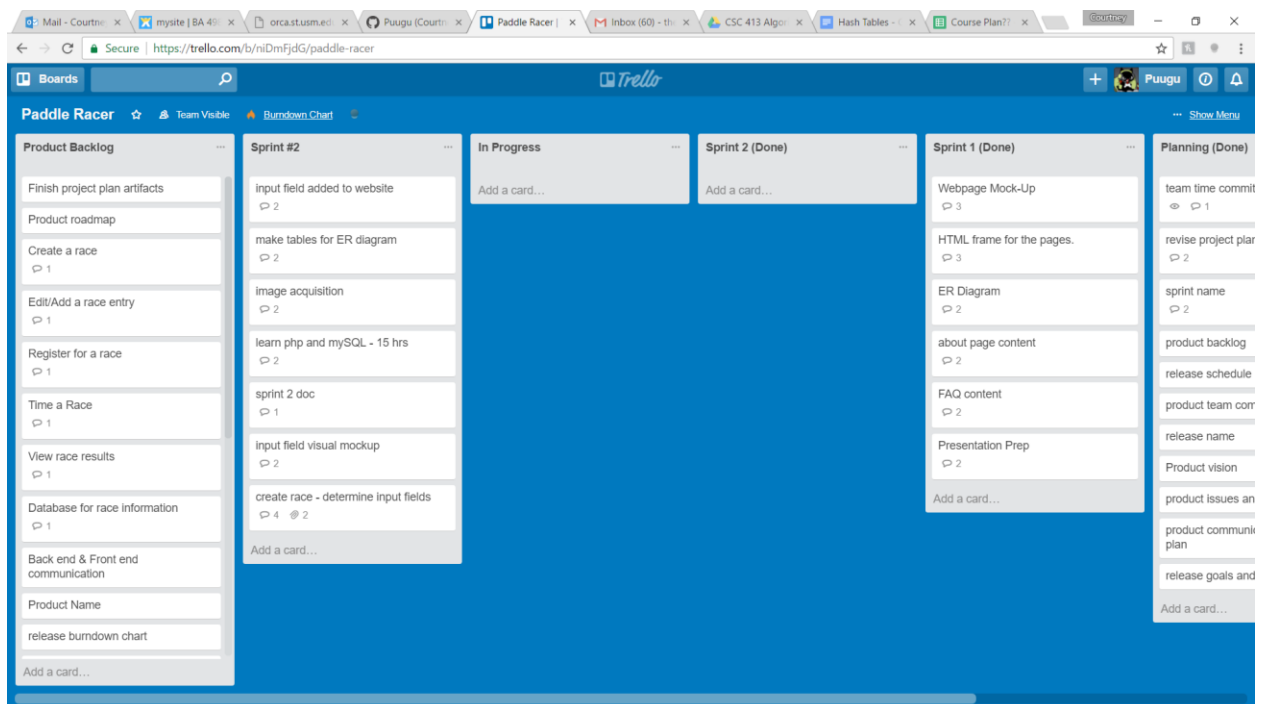 Mail - Courtne
mysite | BA 49
orca.st.usm.ed
Puugu (Courtn
Paddle Racer |
Inbox (60) - th
CSC 413 Algor
Hash Tables -
Course Plan??
Courtney
Secure | https://trello.com/b/niDmFjdG/paddle-racer
Boards
Trello
Puugu
Paddle Racer
Team Visible
Burndown Chart
Show Menu
Product Backlog
Finish project plan artifacts
Product roadmap
Create a race
1
Edit/Add a race entry
1
Register for a race
1
Time a Race
1
View race results
1
Database for race information
1
Back end & Front end
communication
Product Name
release burndown chart
Add a card...
Sprint #2
input field added to website
2
make tables for ER diagram
2
image acquisition
2
learn php and mySQL - 15 hrs
2
sprint 2 doc
1
input field visual mockup
2
create race - determine input fields
4 2
Add a card...
In Progress
Add a card...
Sprint 2 (Done)
Add a card...
Sprint 1 (Done)
Webpage Mock-Up
3
HTML frame for the pages.
3
ER Diagram
2
about page content
2
FAQ content
2
Presentation Prep
2
Add a card...
Planning (Done)
team time commit
1
revise project plan
2
sprint name
2
product backlog
release schedule
product team com
release name
Product vision
product issues an
product communi
plan
release goals and
Add a card...